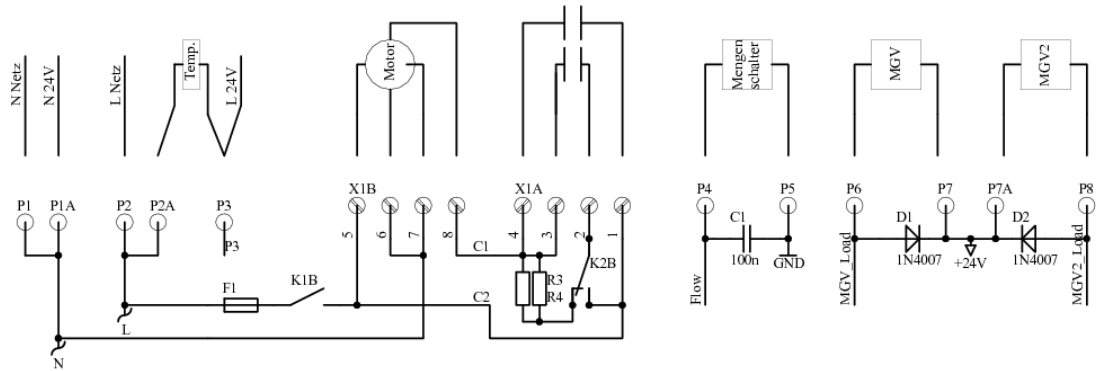 N Netz
N 24V
L Netz
Temp.
L 24V
Motor
Mengen
schalter
MGV
MGV2
P1
P1A
P2
P2A
P3
X1B
X1A
P4
P5
P6
P7
P7A
P8
P3
5
6
7
8
4
3
2
1
C1
K2B
C1
100n
GND
D1
1N4007
+24V
D2
1N4007
F1
K1B
C2
R3
R4
Flow
MGV_Load
MGV2_Load
L
N